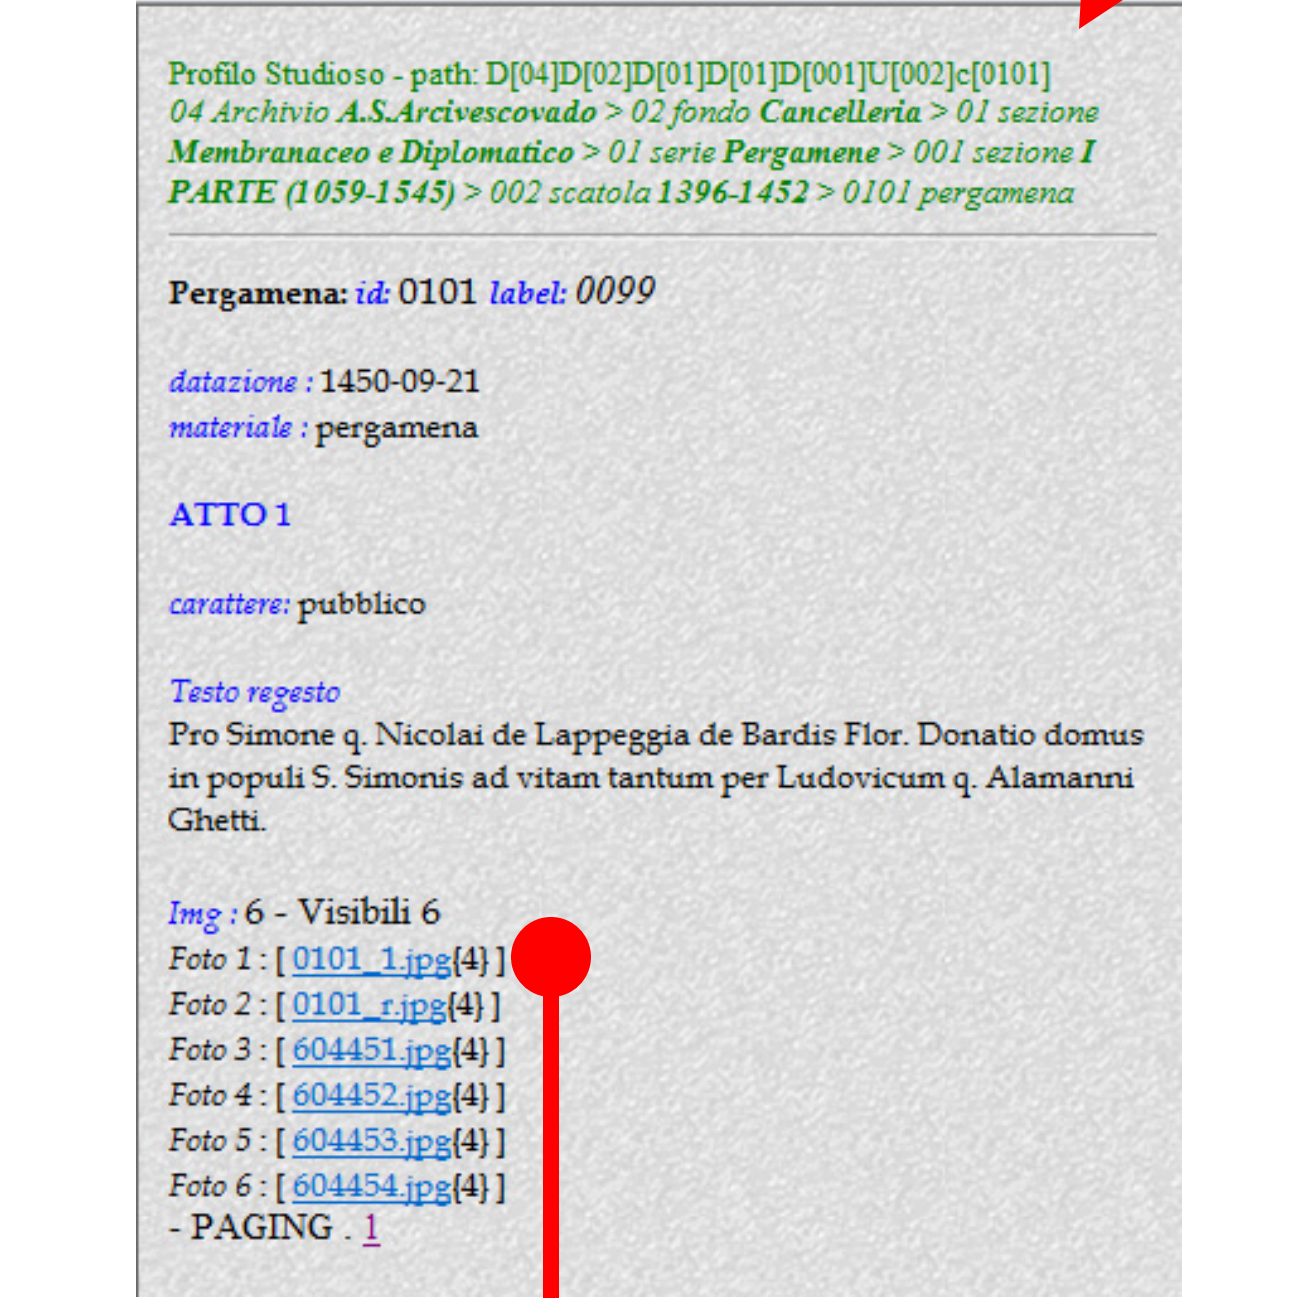 Profilo Studioso - path: D[04]D[02]D[01]D[01]D[001]U[002]c[0101]
04 Archivio A.S.Arcivescovado > 02 fondo Cancelleria > 01 sezione
Membranaceo e Diplomatico > 01 serie Pergamene > 001 sezione I
PARTE (1059-1545) > 002 scatola 1396-1452 > 0101 pergamena
Pergamena: id: 0101 label: 0099
datazione : 1450-09-21
materiale : pergamena
ATTO 1
carattere: pubblico
Testo regesto
Pro Simone q. Nicolai de Lappeggia de Bardis Flor. Donatio domus
in populi S. Simonis ad vitam tantum per Ludovicum q. Alamanni
Ghetti.
Img : 6 - Visibili 6
Foto 1 : [ 0101_1.jpg{4} ]
Foto 2 : [ 0101_r.jpg{4} ]
Foto 3 : [ 604451.jpg{4} ]
Foto 4 : [ 604452.jpg{4} ]
Foto 5 : [ 604453.jpg{4} ]
Foto 6 : [ 604454.jpg{4} ]
- PAGING . 1